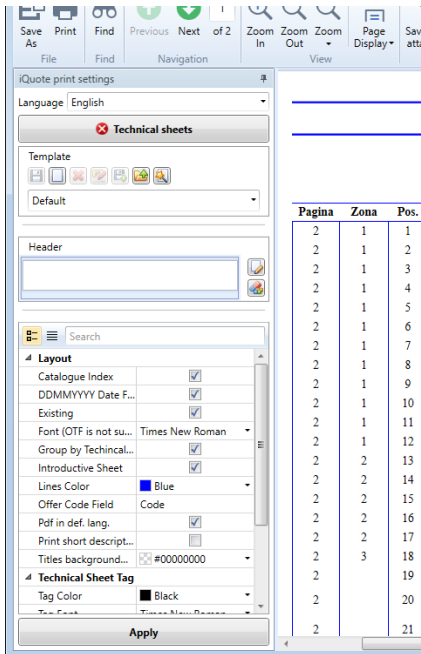 1
Save As
Print
Find
Previous
Next
of 2
Zoom In
Zoom Out
Zoom
Page Display
File
Find
Navigation
View
iQuote print settings
Language English
Technical sheets
Template
Default
Header
Search
Layout
Catalogue Index
DDMMYYYY Date F...
Existing
Font (OTF is not su... Times New Roman
Group by Techincal...
Introductive Sheet
Lines Color Blue
Offer Code Field Code
Pdf in def. lang.
Print short descript...
Titles background... #00000000
Technical Sheet Tag
Tag Color Black
Tag Font Times New Roman
Apply
Pagina Zona Pos.
2 1 1
2 1 2
2 1 3
2 1 4
2 1 5
2 1 6
2 1 7
2 1 8
2 1 9
2 1 10
2 1 11
2 1 12
2 2 13
2 2 14
2 2 15
2 2 16
2 2 17
2 3 18
2 19
2 20
2 21